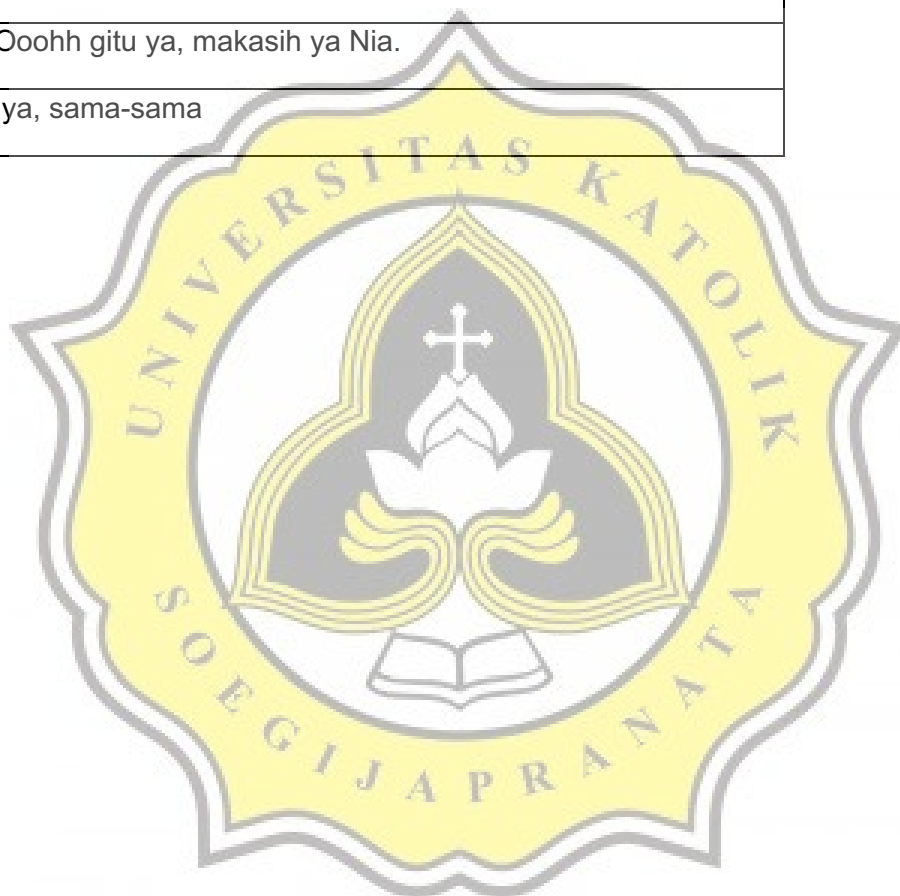 Ooohh gitu ya, makasih ya Nia.
ya, sama-sama
UNIVERSITAS KATOLIK
SOEGIJAPRANATA